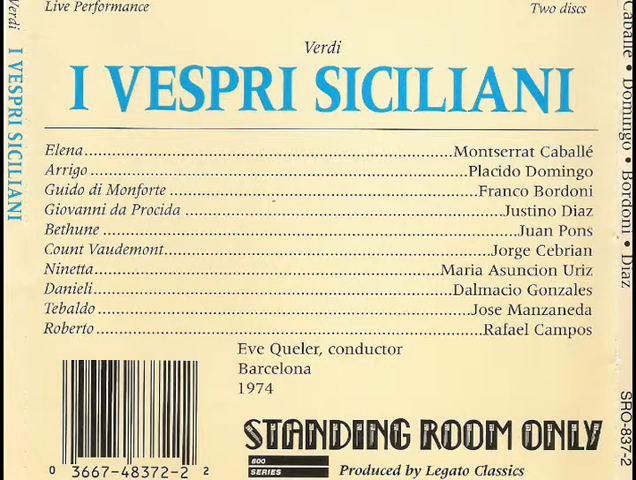 Live Performance Two discs
Verdi
I VESPRI SICILIANI
Elena Montserrat Caballé
Arrigo Placido Domingo
Guido di Monforte Franco Bordoni
Giovanni da Procida Justino Diaz
Bethune Juan Pons
Count Vaudemont Jorge Cebrian
Ninetta Maria Asuncion Uriz
Danieli Dalmacio Gonzales
Tebaldo Jose Manzaneda
Roberto Rafael Campos
Eve Queler, conductor
Barcelona
1974
STANDING ROOM ONLY
800
SERIES
Produced by Legato Classics
0 3667-48372-2 2
Verdi I VESPRI SICILIANI
Caballé • Domingo • Bordoni • Diaz
SRO-837-2